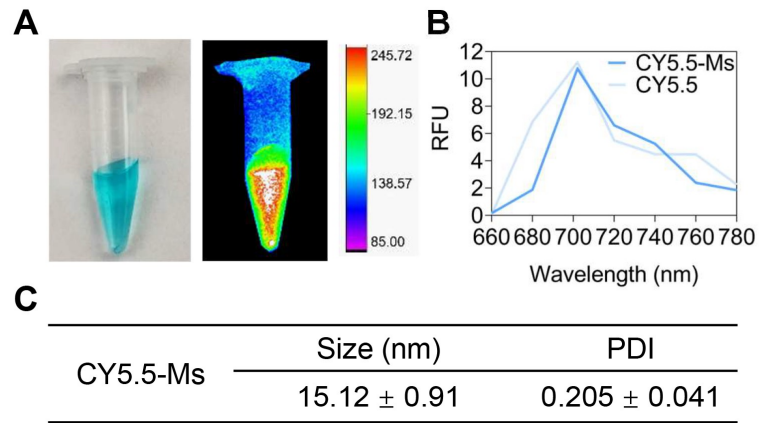 A
245.72
192.15
138.57
85.00
B
12
10
8
6
4
2
0
RFU
CY5.5-Ms
CY5.5
660 680 700 720 740 760 780
Wavelength (nm)
C
CY5.5-Ms
Size (nm) PDI
15.12 ± 0.91 0.205 ± 0.041